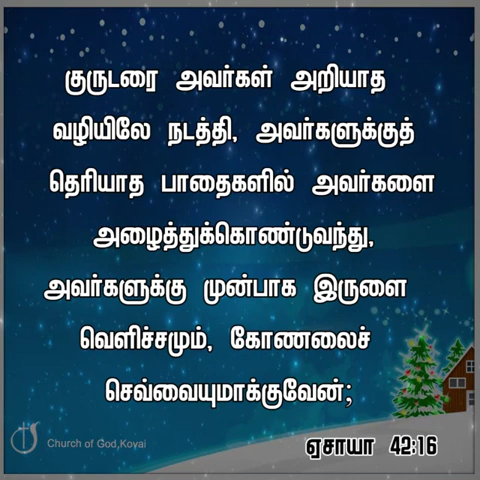 குருடரை அவர்கள் அறியாத
வழியிலே நடத்தி, அவர்களுக்குத்
தெரியாத பாதைகளில் அவர்களை
அழைத்துக்கொண்டுவந்து,
அவர்களுக்கு முன்பாக இருளை
வெளிச்சமும், கோணலைச்
செவ்வையுமாக்குவேன்;
Church of God,Kovai
ஏசாயா 42:16